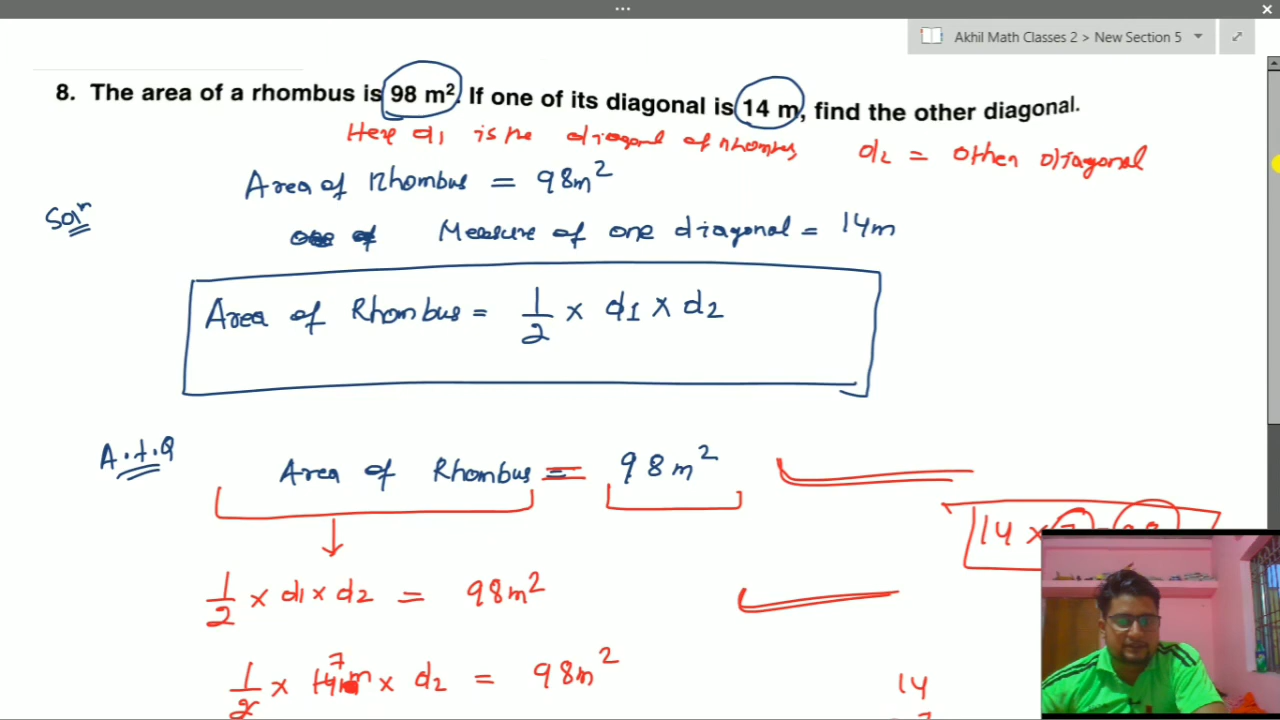 Akhil Math Classes 2 > New Section 5
8. The area of a rhombus is 98 m². If one of its diagonal is 14 m, find the other diagonal.
Here d1 is the diagonal of rhombus d2 = other diagonal
Area of Rhombus = 98m²
Solⁿ
Measure of one diagonal = 14m
Area of Rhombus = 1/2 × d1 × d2
A.t.Q
Area of Rhombus = 98m²
14 ×
1/2 × d1 × d2 = 98m²
7
1/2 × 14m × d2 = 98m²
14